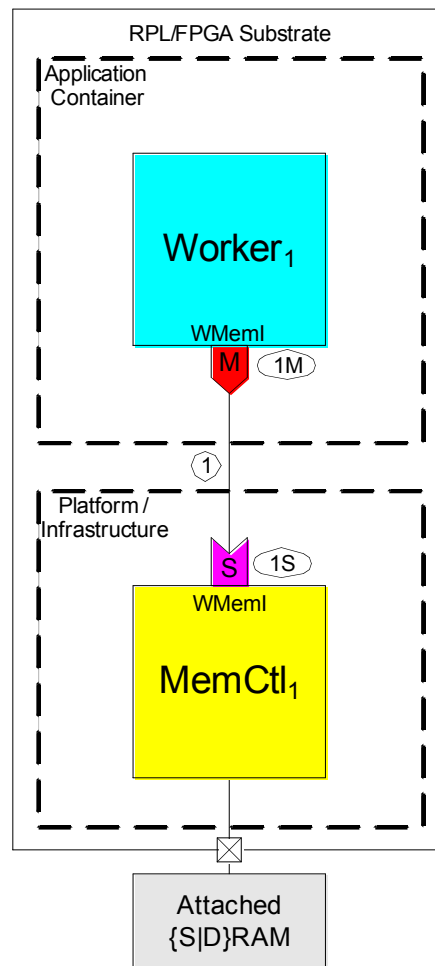 RPL/FPGA Substrate
Application
Container
Worker1
WMemI
M
1M
1
Platform /
Infrastructure
S
1S
WMemI
MemCtl1
Attached
{S|D}RAM